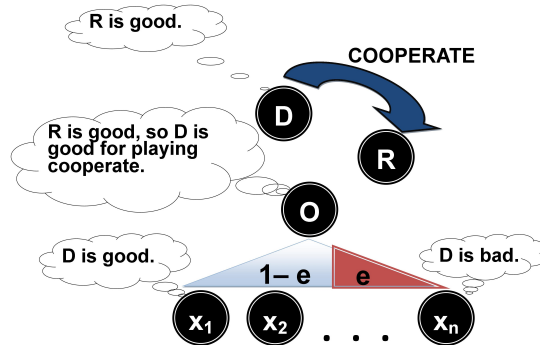 R is good.
COOPERATE
D
R is good, so D is
good for playing
cooperate.
R
O
D is good.
D is bad.
1– e
e
x1
x2
. . .
xn